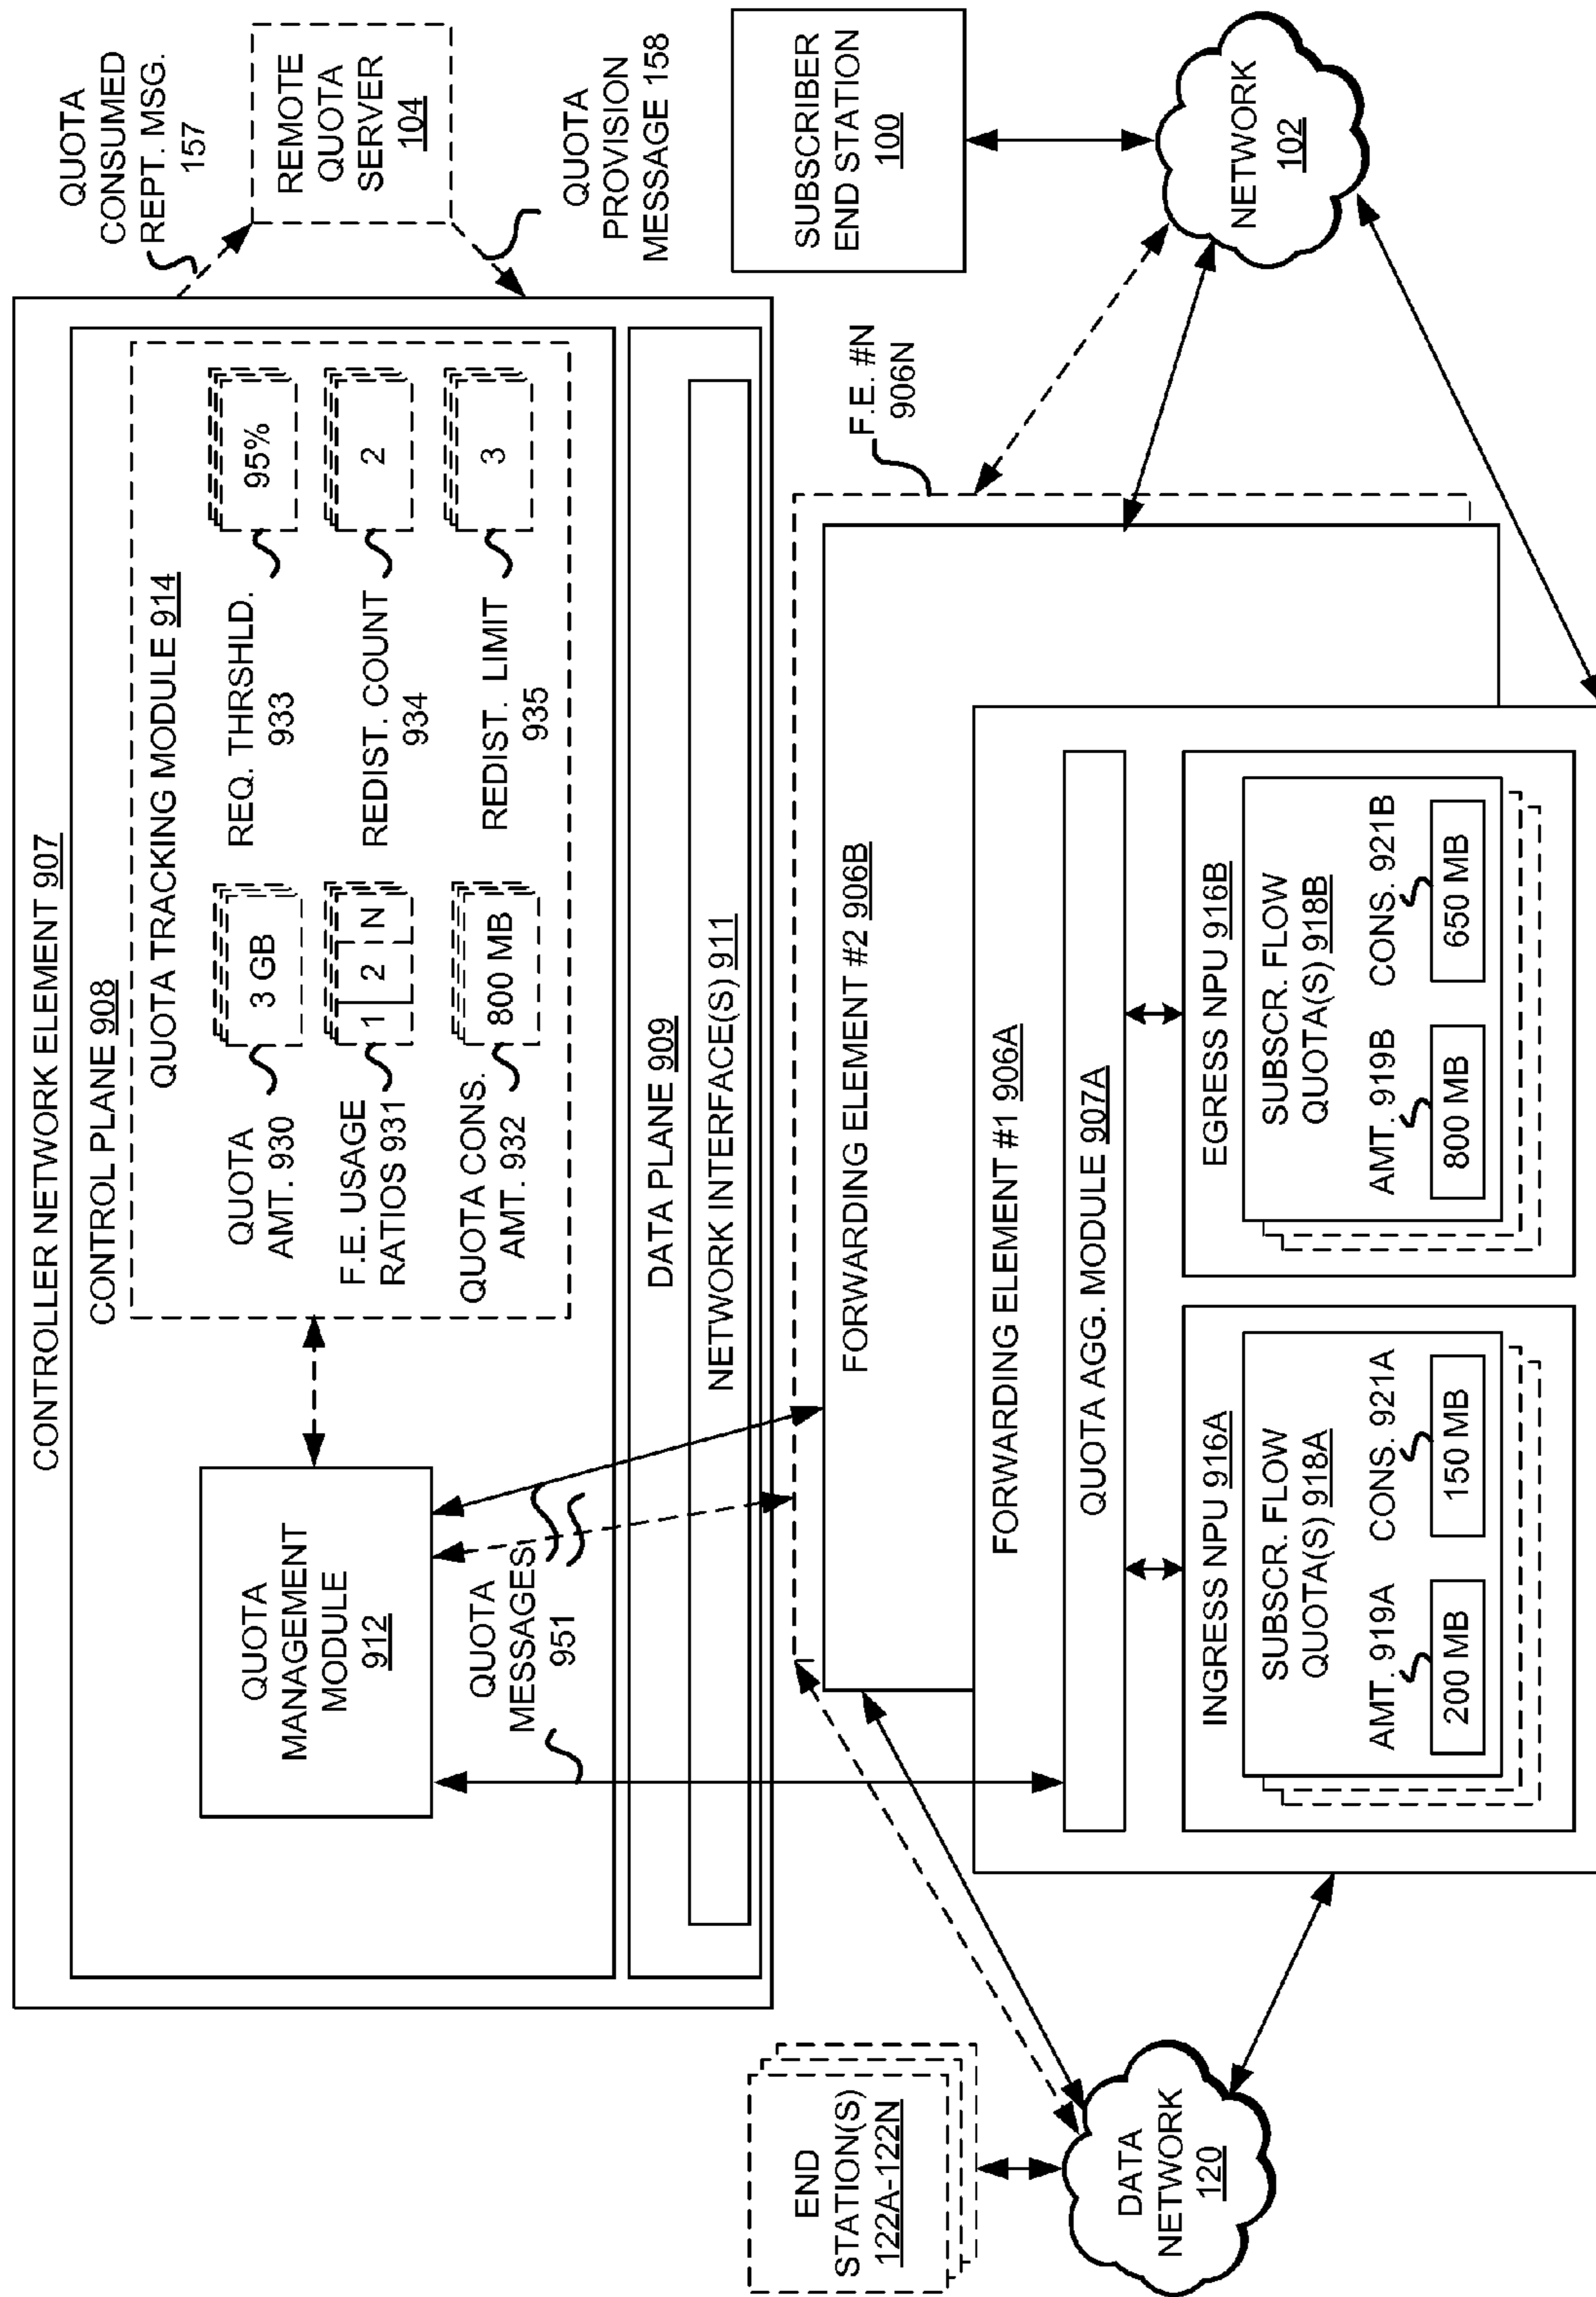 CONTROLLER NETWORK ELEMENT 907
CONTROL PLANE 908
QUOTA TRACKING MODULE 914
QUOTA
AMT. 930
3 GB
REQ. THRSHLD.
933
95%
F.E. USAGE
RATIOS 931
1 2 N
REDIST. COUNT
934
2
QUOTA CONS.
AMT. 932
800 MB
REDIST. LIMIT
935
3
QUOTA
MANAGEMENT
MODULE
912
QUOTA
MESSAGES
951
DATA PLANE 909
NETWORK INTERFACE(S) 911
QUOTA
CONSUMED
REPT. MSG.
157
REMOTE
QUOTA
SERVER
104
QUOTA
PROVISION
MESSAGE 158
SUBSCRIBER
END STATION
100
NETWORK
102
F.E. #N
906N
FORWARDING ELEMENT #2 906B
FORWARDING ELEMENT #1 906A
QUOTA AGG. MODULE 907A
INGRESS NPU 916A
SUBSCR. FLOW
QUOTA(S) 918A
AMT. 919A
CONS. 921A
200 MB
150 MB
EGRESS NPU 916B
SUBSCR. FLOW
QUOTA(S) 918B
AMT. 919B
CONS. 921B
800 MB
650 MB
END
STATION(S)
122A-122N
DATA
NETWORK
120